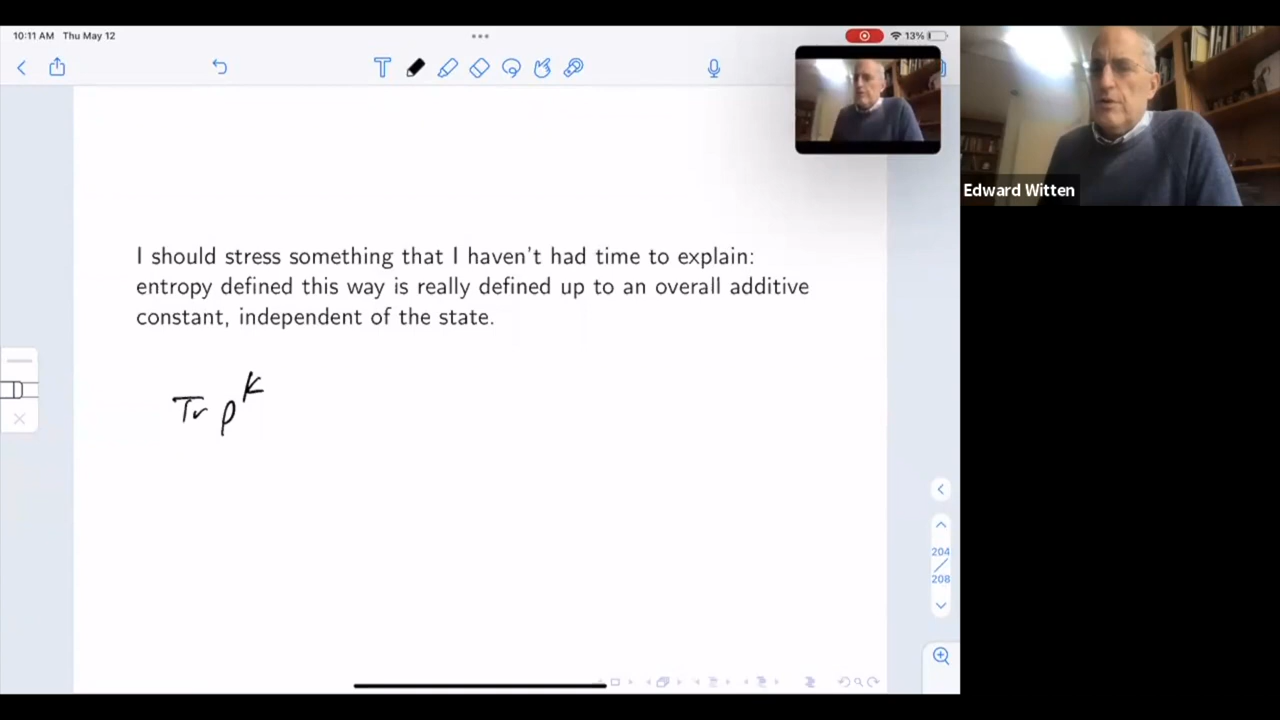 10:11 AM Thu May 12
13%
T
Edward Witten
I should stress something that I haven't had time to explain:
entropy defined this way is really defined up to an overall additive
constant, independent of the state.
Tr ρ^k
204
208